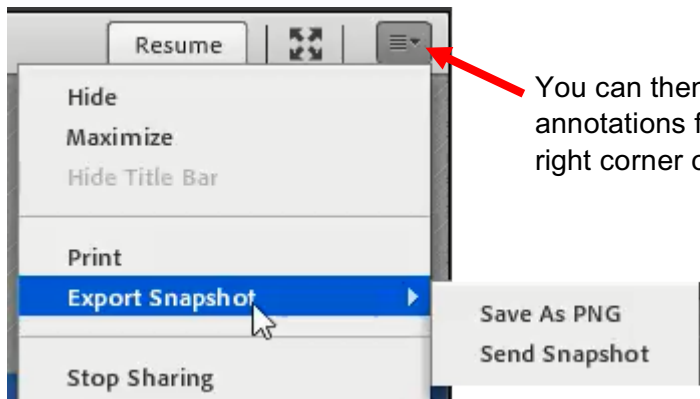 Resume
Hide
Maximize
Hide Title Bar
Print
Export Snapshot
Stop Sharing
Save As PNG
Send Snapshot
You can
annotations
right corner